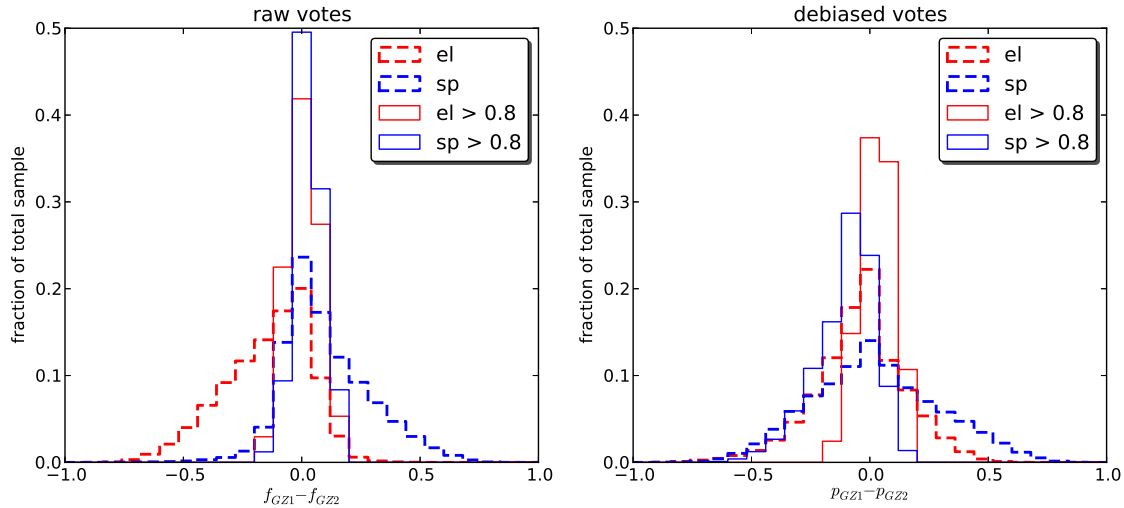 raw votes
0.5
0.4
0.3
0.2
0.1
0.0
fraction of total sample
el
sp
el > 0.8
sp > 0.8
−1.0 −0.5 0.0 0.5 1.0
f_GZ1−f_GZ2
debiased votes
0.5
0.4
0.3
0.2
0.1
0.0
fraction of total sample
el
sp
el > 0.8
sp > 0.8
−1.0 −0.5 0.0 0.5 1.0
p_GZ1−p_GZ2